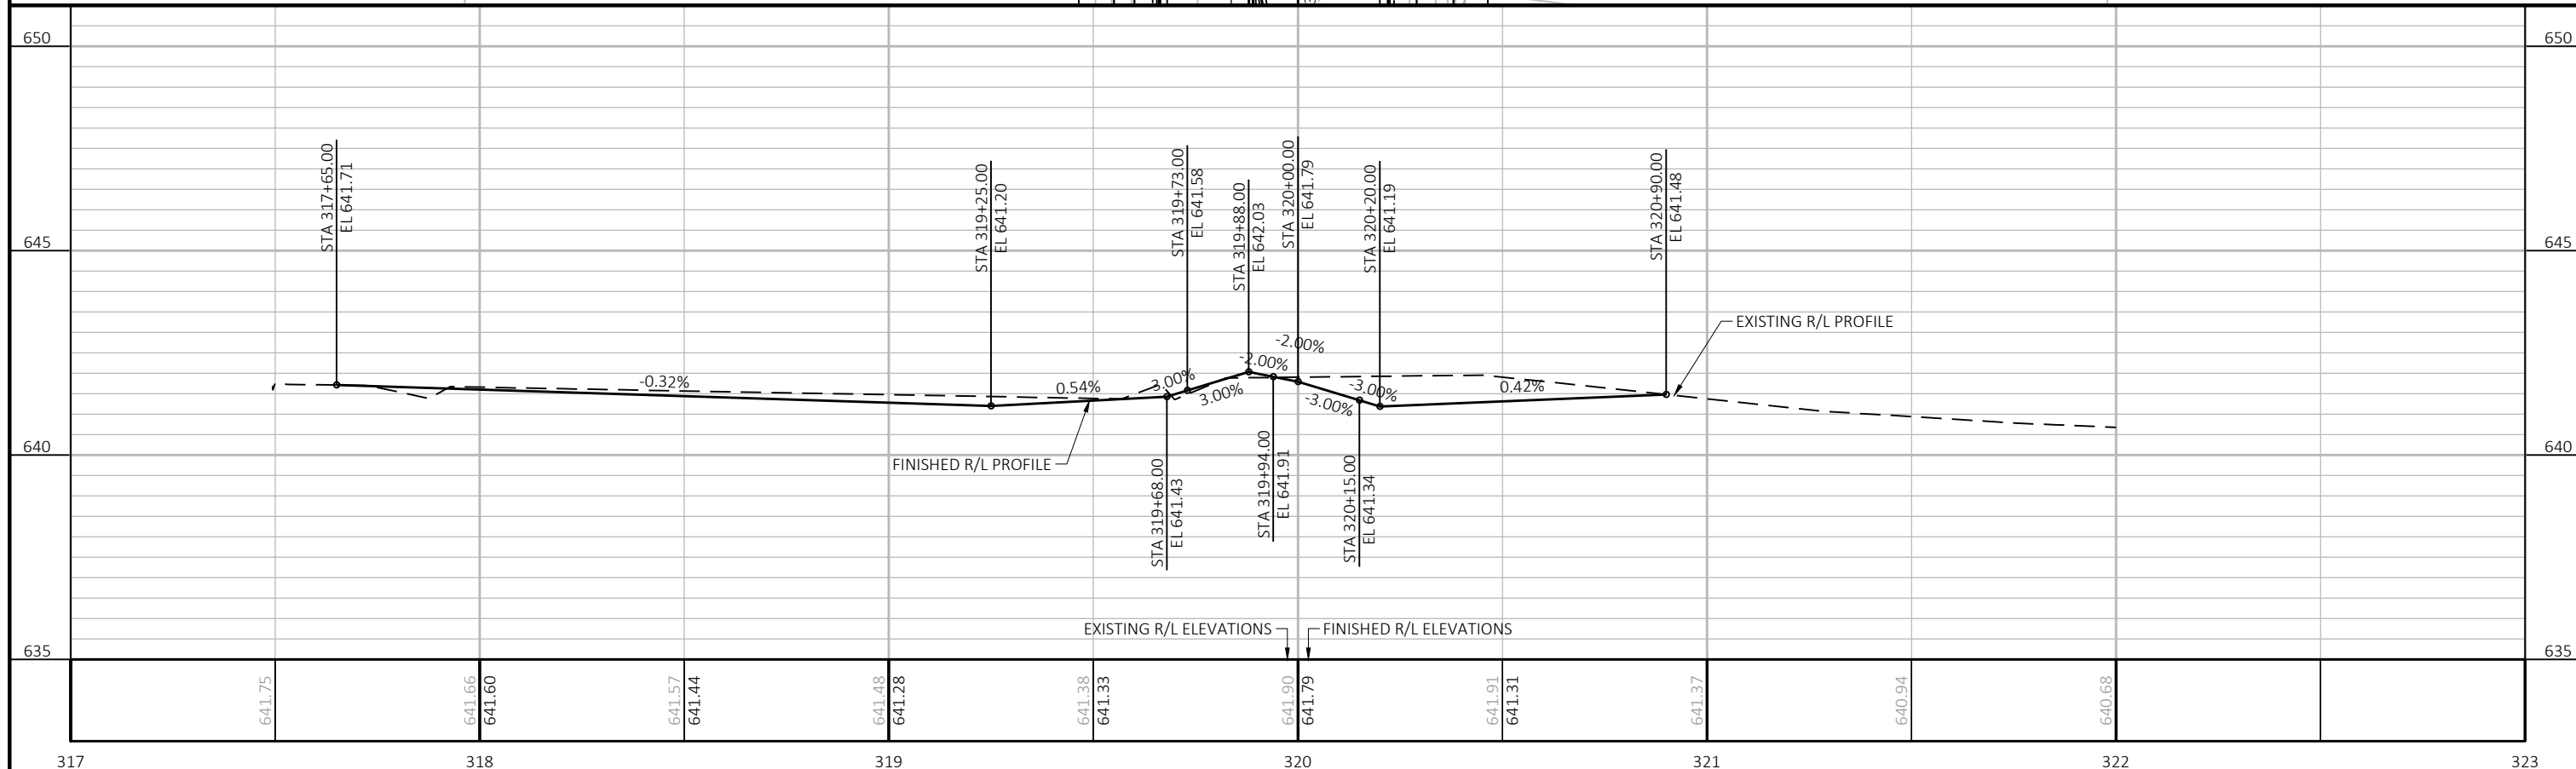 650
650
645
645
640
640
635
635
STA 317+65.00
EL 641.71
STA 319+25.00
EL 641.20
STA 319+73.00
EL 641.58
STA 319+88.00
EL 642.03
STA 320+00.00
EL 641.79
STA 320+20.00
EL 641.19
STA 320+90.00
EL 641.48
EXISTING R/L PROFILE
-0.32%
0.54%
3.00%
3.00%
-2.00%
-2.00%
-3.00%
-3.00%
0.42%
FINISHED R/L PROFILE
STA 319+68.00
EL 641.43
STA 319+94.00
EL 641.91
STA 320+15.00
EL 641.34
EXISTING R/L ELEVATIONS
FINISHED R/L ELEVATIONS
641.75
641.66
641.60
641.57
641.44
641.48
641.28
641.38
641.33
641.90
641.79
641.91
641.31
641.37
640.94
640.68
317
318
319
320
321
322
323